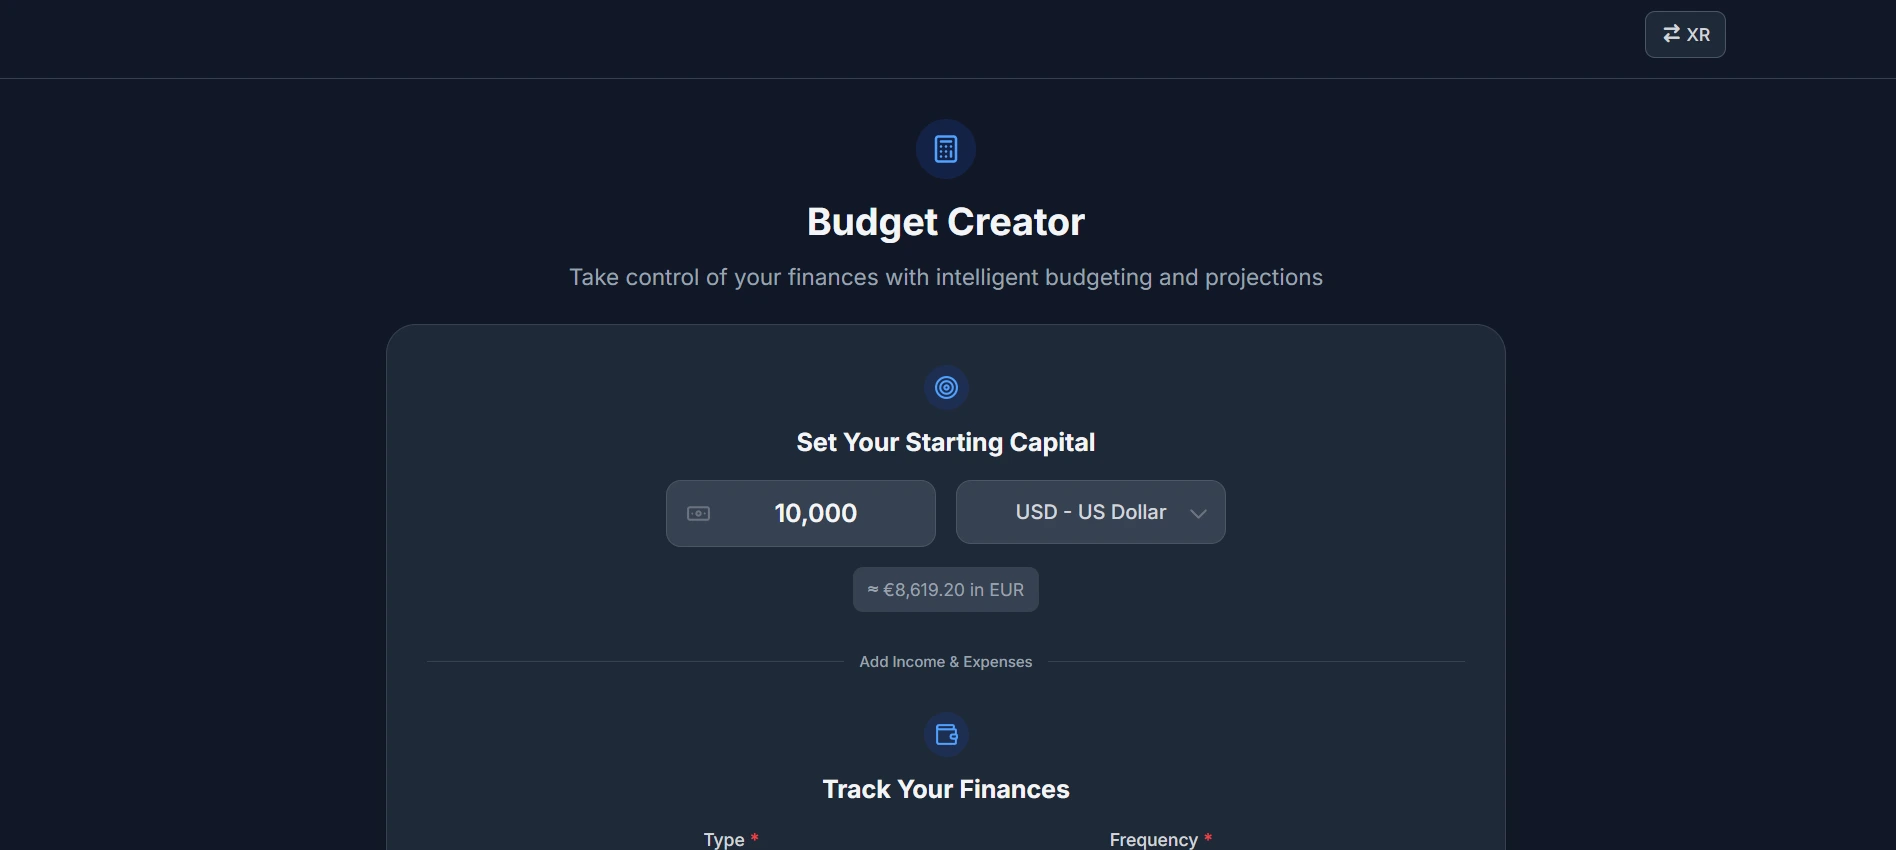 XR
Budget Creator
Take control of your finances with intelligent budgeting and projections
Set Your Starting Capital
10,000
USD - US Dollar
≈ €8,619.20 in EUR
Add Income & Expenses
Track Your Finances
Type *
Frequency *